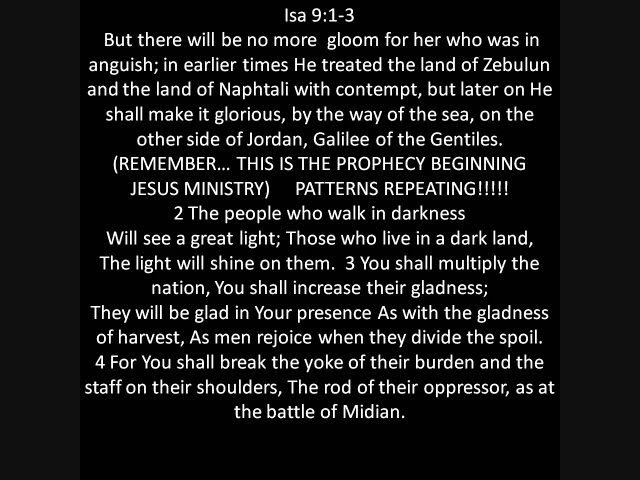 Isa 9:1-3
But there will be no more  gloom for her who was in
anguish; in earlier times He treated the land of Zebulun
and the land of Naphtali with contempt, but later on He
shall make it glorious, by the way of the sea, on the
other side of Jordan, Galilee of the Gentiles.
(REMEMBER... THIS IS THE PROPHECY BEGINNING
JESUS MINISTRY)     PATTERNS REPEATING!!!!!
2 The people who walk in darkness
Will see a great light; Those who live in a dark land,
The light will shine on them.  3 You shall multiply the
nation, You shall increase their gladness;
They will be glad in Your presence As with the gladness
of harvest, As men rejoice when they divide the spoil.
4 For You shall break the yoke of their burden and the
staff on their shoulders, The rod of their oppressor, as at
the battle of Midian.